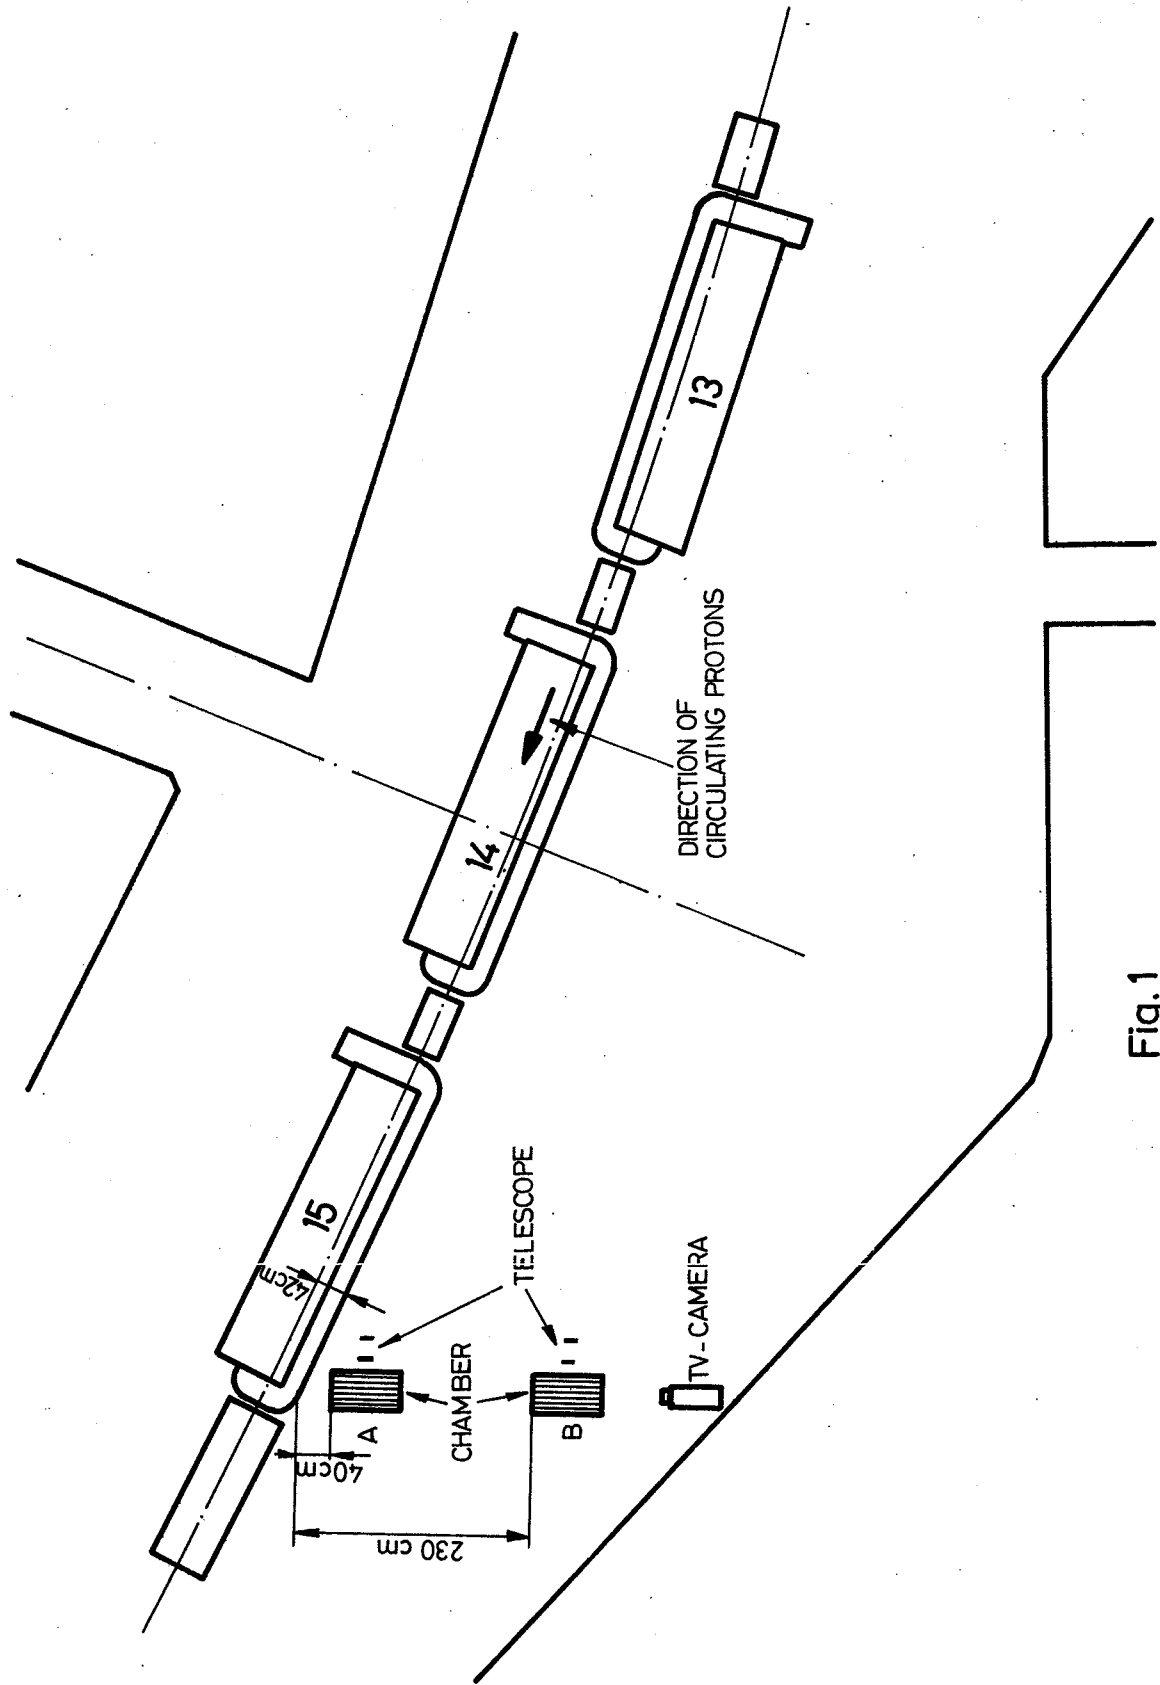 15
14
13
42cm
40cm
230 cm
A
B
CHAMBER
TELESCOPE
TV-CAMERA
DIRECTION OF
CIRCULATING PROTONS
Fig.1